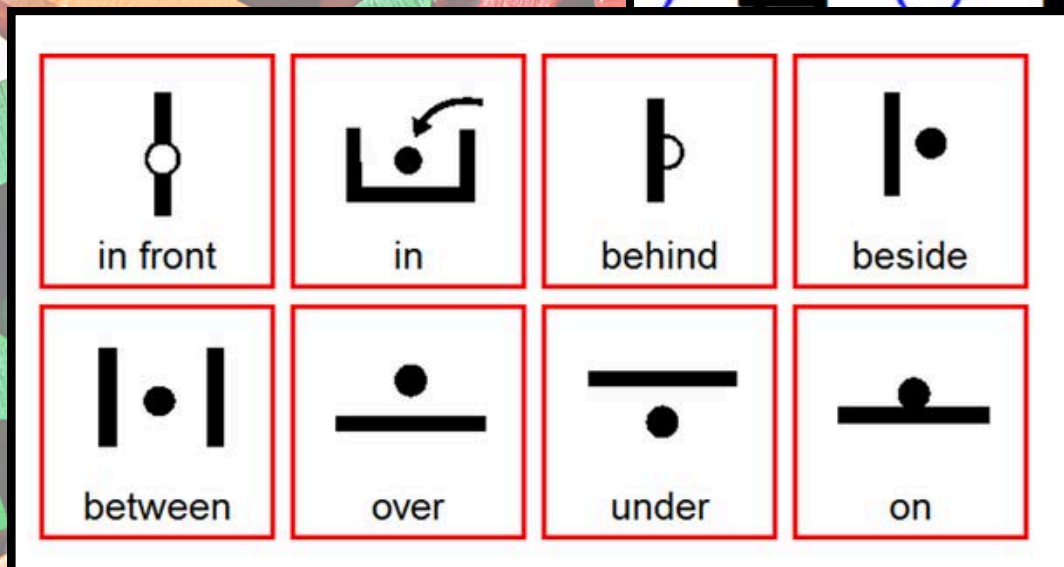 in front
in
behind
beside
between
over
under
on